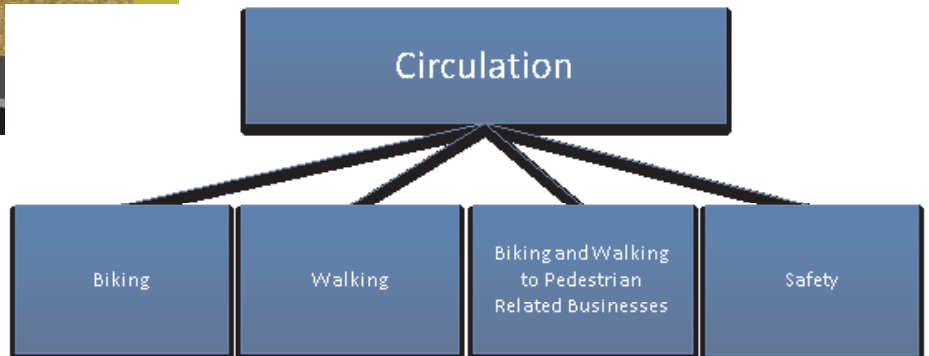 Circulation
Biking
Walking
Biking and Walking
to Pedestrian
Related Businesses
Safety